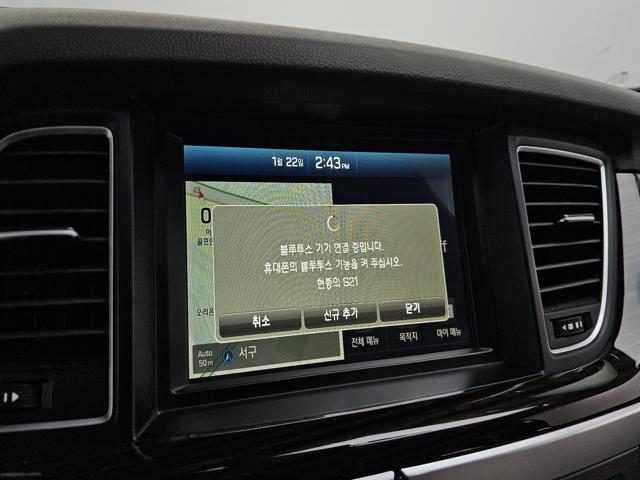 1월 22일 2:43 PM
블루투스 기기 연결 중입니다.
휴대폰의 블루투스 기능을 켜 주십시오.
현종의 S21
취소 신규 추가 닫기
전체 메뉴 목적지 마이 메뉴
Auto
50m
서구